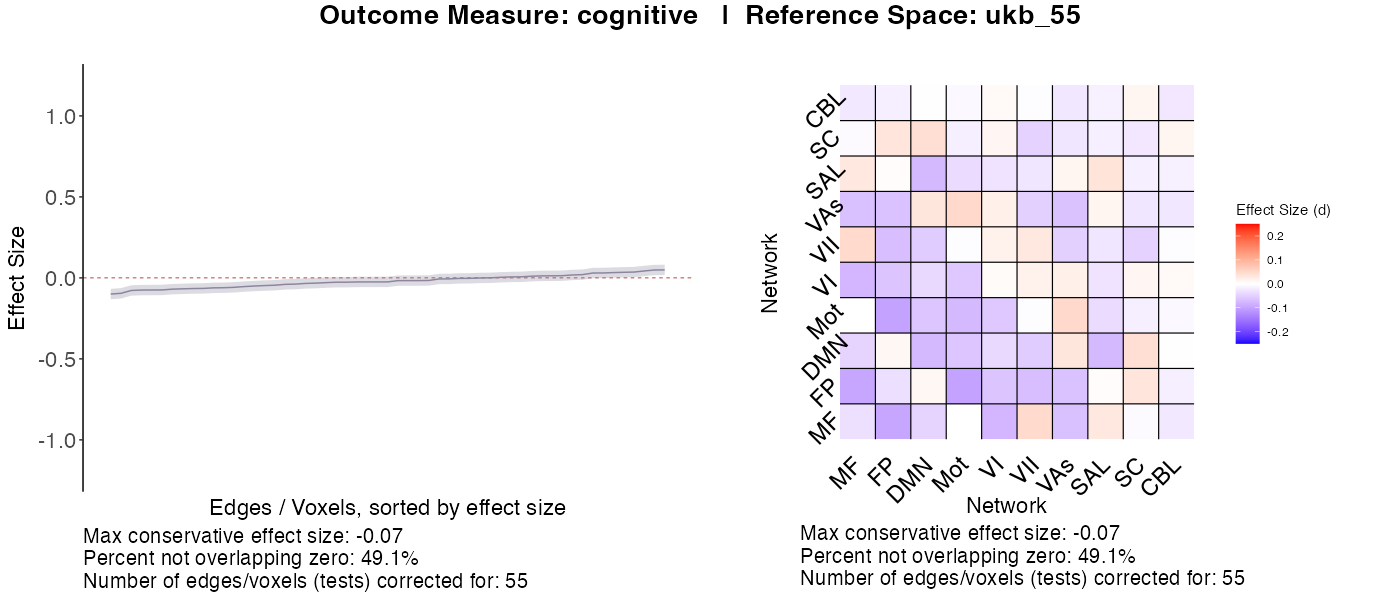 Outcome Measure: cognitive | Reference Space: ukb_55
Effect Size
1.0
0.5
0.0
-0.5
-1.0
Edges / Voxels, sorted by effect size
Max conservative effect size: -0.07
Percent not overlapping zero: 49.1%
Number of edges/voxels (tests) corrected for: 55
Network
CBL
SC
SAL
VAs
VII
VI
Mot
DMN
FP
MF
MF
FP
DMN
Mot
VI
VII
VAs
SAL
SC
CBL
Network
Max conservative effect size: -0.07
Percent not overlapping zero: 49.1%
Number of edges/voxels (tests) corrected for: 55
Effect Size (d)
0.2
0.1
0.0
-0.1
-0.2